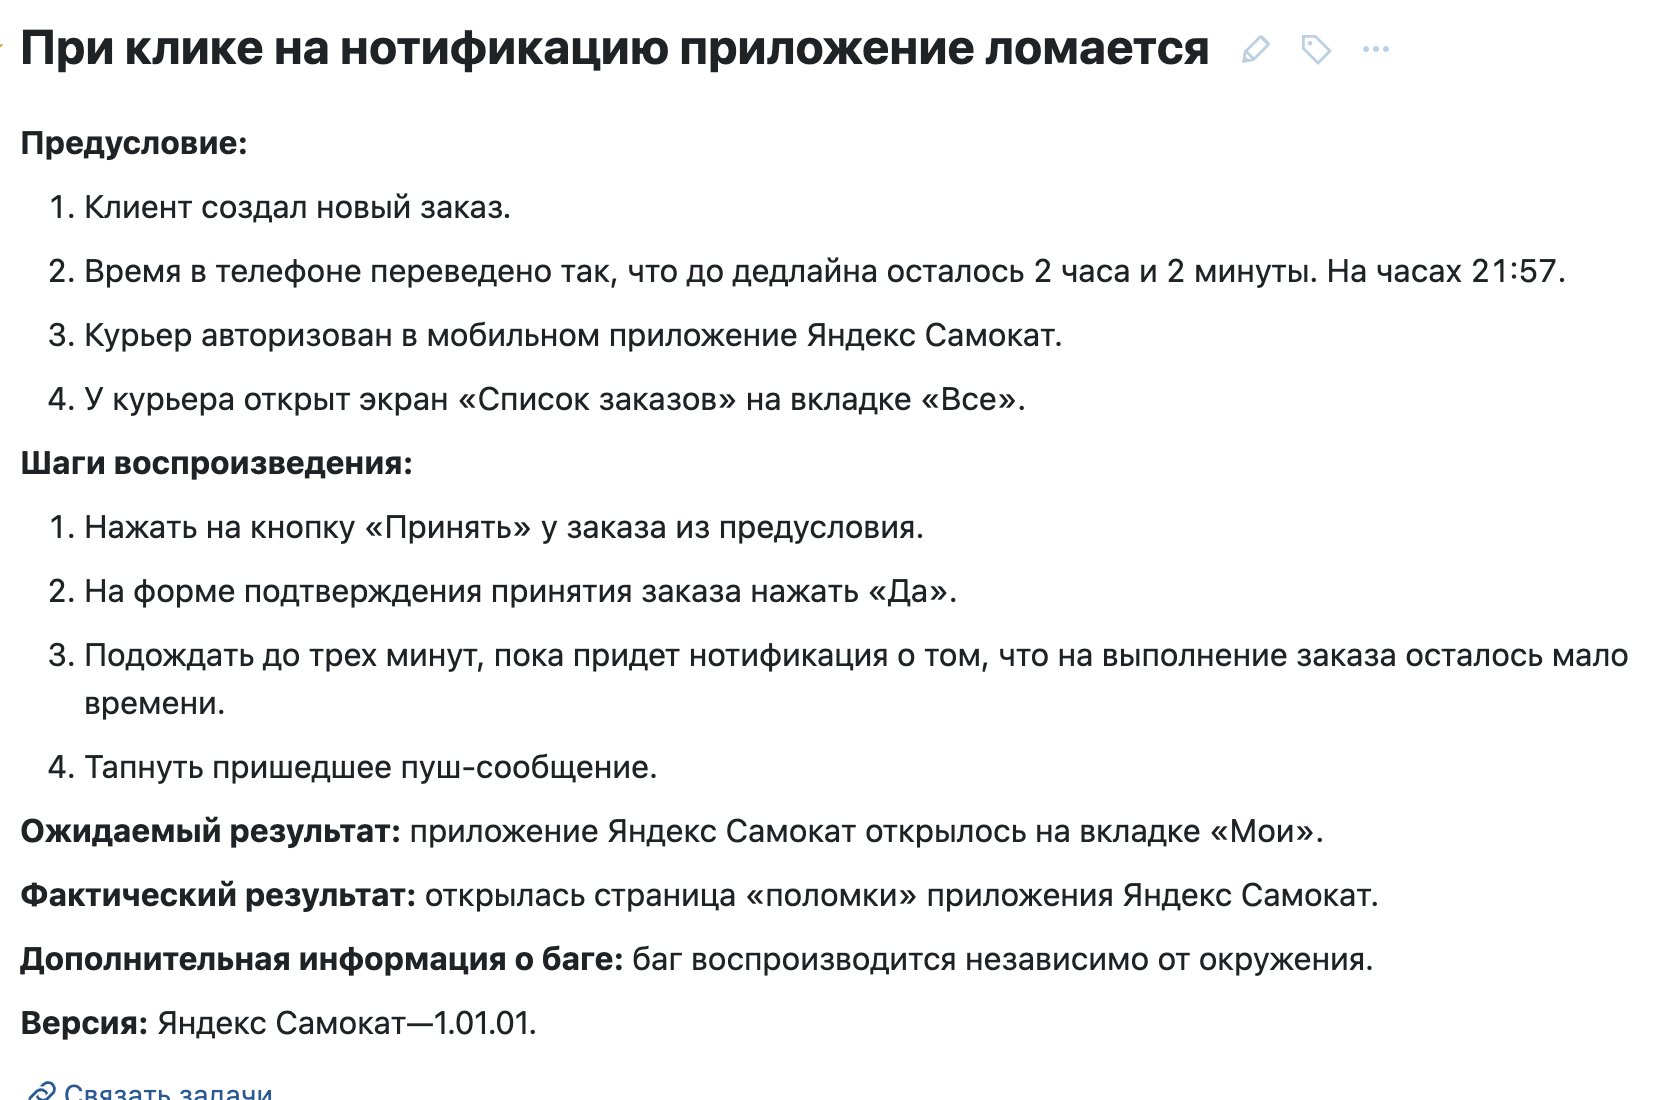 При клике на нотификацию приложение ломается
Предусловие:
1. Клиент создал новый заказ.
2. Время в телефоне переведено так, что до дедлайна осталось 2 часа и 2 минуты. На часах 21:57.
3. Курьер авторизован в мобильном приложение Яндекс Самокат.
4. У курьера открыт экран «Список заказов» на вкладке «Все».
Шаги воспроизведения:
1. Нажать на кнопку «Принять» у заказа из предусловия.
2. На форме подтверждения принятия заказа нажать «Да».
3. Подождать до трех минут, пока придет нотификация о том, что на выполнение заказа осталось мало
времени.
4. Тапнуть пришедшее пуш-сообщение.
Ожидаемый результат: приложение Яндекс Самокат открылось на вкладке «Мои».
Фактический результат: открылась страница «поломки» приложения Яндекс Самокат.
Дополнительная информация о баге: баг воспроизводится независимо от окружения.
Версия: Яндекс Самокат—1.01.01.
Связать задачи